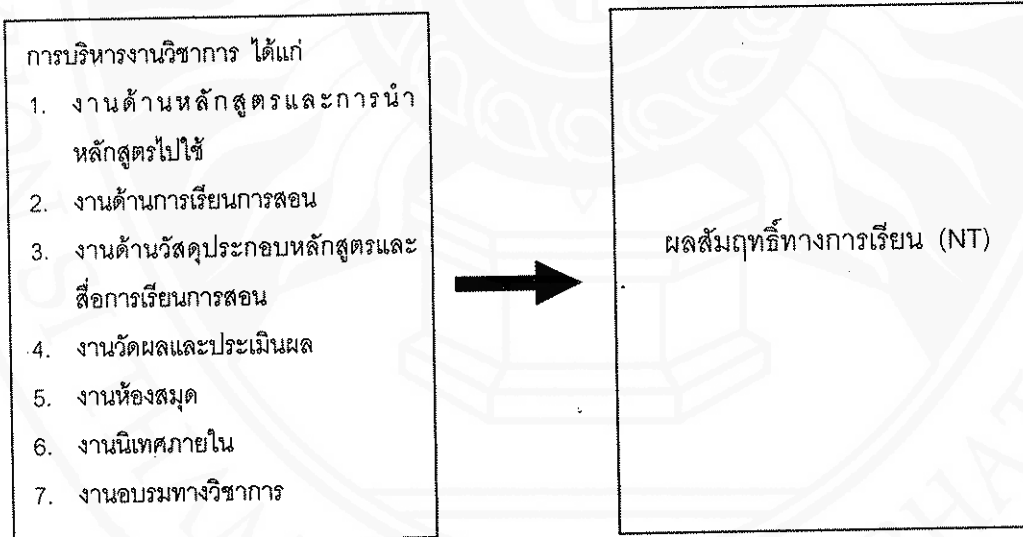 การบริหารงานวิชาการ ได้แก่
1. งานด้านหลักสูตรและการนำ
หลักสูตรไปใช้
2. งานด้านการเรียนการสอน
3. งานด้านวัสดุประกอบหลักสูตรและ
สื่อการเรียนการสอน
4. งานวัดผลและประเมินผล
5. งานห้องสมุด
6. งานนิเทศภายใน
7. งานอบรมทางวิชาการ
ผลสัมฤทธิ์ทางการเรียน (NT)